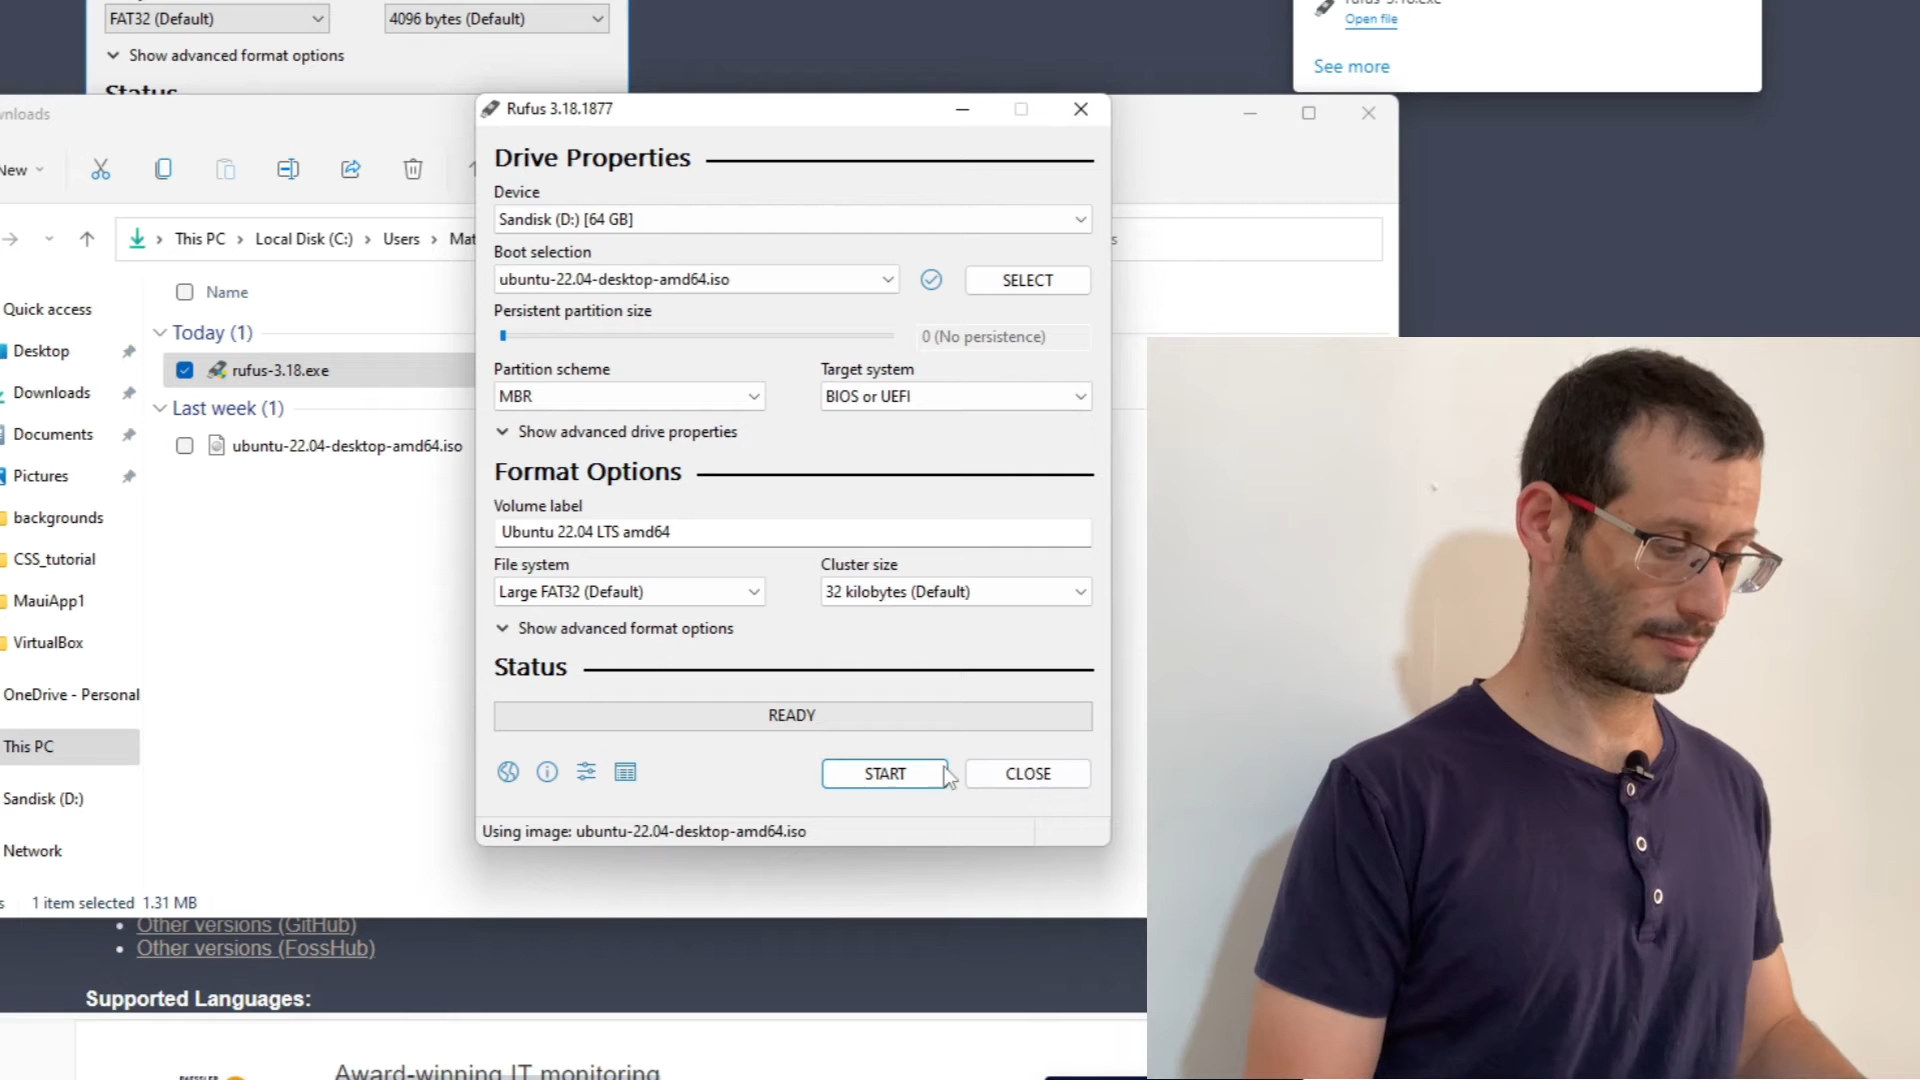 FAT32 (Default)
4096 bytes (Default)
Show advanced format options
Status
Open file
See more
Rufus 3.18.1877
Drive Properties
Device
Sandisk (D:) [64 GB]
Boot selection
ubuntu-22.04-desktop-amd64.iso
SELECT
Persistent partition size
0 (No persistence)
Partition scheme
Target system
MBR
BIOS or UEFI
Show advanced drive properties
Format Options
Volume label
Ubuntu 22.04 LTS amd64
File system
Cluster size
Large FAT32 (Default)
32 kilobytes (Default)
Show advanced format options
Status
READY
START
CLOSE
Using image: ubuntu-22.04-desktop-amd64.iso
wnloads
New
This PC > Local Disk (C:) > Users > Mat
Name
Today (1)
rufus-3.18.exe
Last week (1)
ubuntu-22.04-desktop-amd64.iso
Quick access
Desktop
Downloads
Documents
Pictures
backgrounds
CSS_tutorial
MauiApp1
VirtualBox
OneDrive - Personal
This PC
Sandisk (D:)
Network
1 item selected 1.31 MB
Other versions (GitHub)
Other versions (FossHub)
Supported Languages:
Award-winning IT monitoring